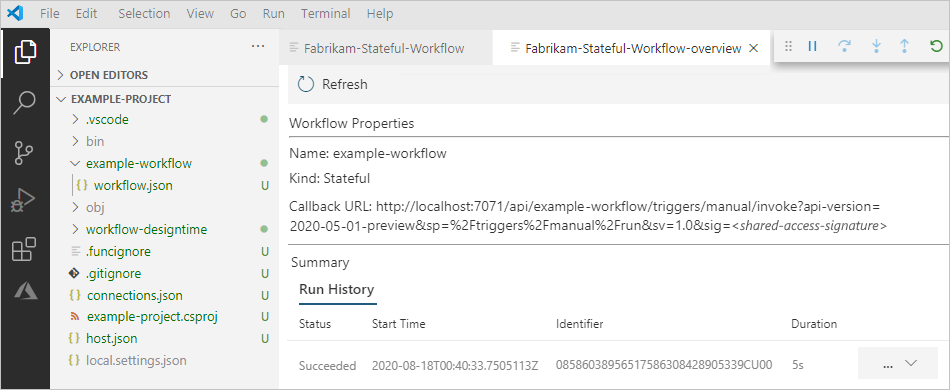 File Edit Selection View Go Run Terminal Help
EXPLORER ...
Fabrikam-Stateful-Workflow
Fabrikam-Stateful-Workflow-overview
OPEN EDITORS
EXAMPLE-PROJECT
.vscode
bin
example-workflow
workflow.json U
obj
workflow-designtime
.funcignore U
.gitignore U
connections.json U
example-project.csproj U
host.json U
local.settings.json
Refresh
Workflow Properties
Name: example-workflow
Kind: Stateful
Callback URL: http://localhost:7071/api/example-workflow/triggers/manual/invoke?api-version=
2020-05-01-preview&sp=%2Ftriggers%2Fmanual%2Frun&sv=1.0&sig=<shared-access-signature>
Summary
Run History
Status Start Time Identifier Duration
Succeeded 2020-08-18T00:40:33.7505113Z 08586038956517586308428905339CU00 5s ...